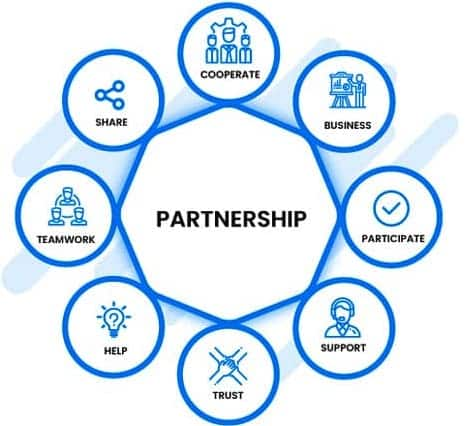 COOPERATE
SHARE
BUSINESS
PARTNERSHIP
TEAMWORK
PARTICIPATE
HELP
SUPPORT
TRUST
?